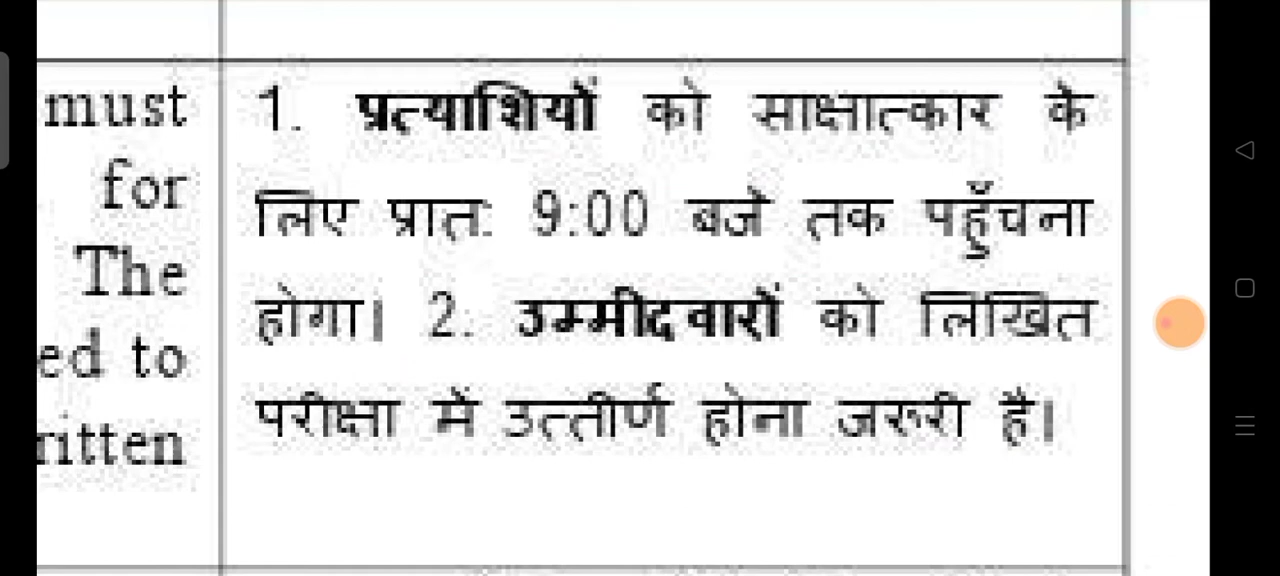 must
for
The
ed to
ritten
1. प्रत्याशियों को साक्षात्कार के
लिए प्रात: 9:00 बजे तक पहुँचना
होगा। 2. उम्मीदवारों को लिखित
परीक्षा में उत्तीर्ण होना जरुरी है।